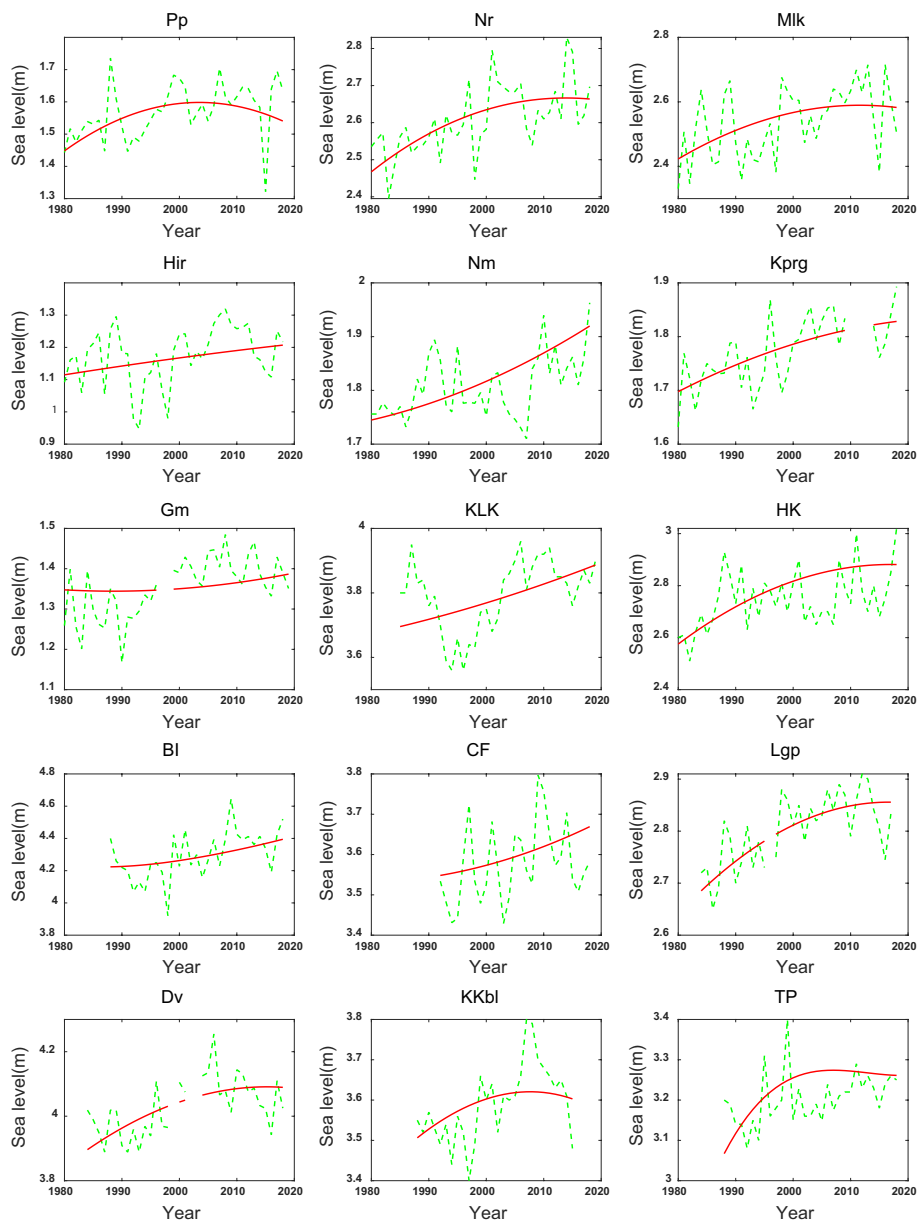 Pp
Sea level(m)
1.7
1.6
1.5
1.4
1.3
1980 1990 2000 2010 2020
Year
Nr
Sea level(m)
2.8
2.7
2.6
2.5
2.4
1980 1990 2000 2010 2020
Year
Mlk
Sea level(m)
2.8
2.6
2.4
1980 1990 2000 2010 2020
Year
Hir
Sea level(m)
1.3
1.2
1.1
1
0.9
1980 1990 2000 2010 2020
Year
Nm
Sea level(m)
2
1.9
1.8
1.7
1980 1990 2000 2010 2020
Year
Kprg
Sea level(m)
1.9
1.8
1.7
1.6
1980 1990 2000 2010 2020
Year
Gm
Sea level(m)
1.5
1.4
1.3
1.2
1.1
1980 1990 2000 2010 2020
Year
KLK
Sea level(m)
4
3.8
3.6
1980 1990 2000 2010 2020
Year
HK
Sea level(m)
3
2.8
2.6
2.4
1980 1990 2000 2010 2020
Year
BI
Sea level(m)
4.8
4.6
4.4
4.2
4
3.8
1980 1990 2000 2010 2020
Year
CF
Sea level(m)
3.8
3.7
3.6
3.5
3.4
1980 1990 2000 2010 2020
Year
Lgp
Sea level(m)
2.9
2.8
2.7
2.6
1980 1990 2000 2010 2020
Year
Dv
Sea level(m)
4.2
4
3.8
1980 1990 2000 2010 2020
Year
KKbl
Sea level(m)
3.8
3.7
3.6
3.5
3.4
1980 1990 2000 2010 2020
Year
TP
Sea level(m)
3.4
3.3
3.2
3.1
3
1980 1990 2000 2010 2020
Year